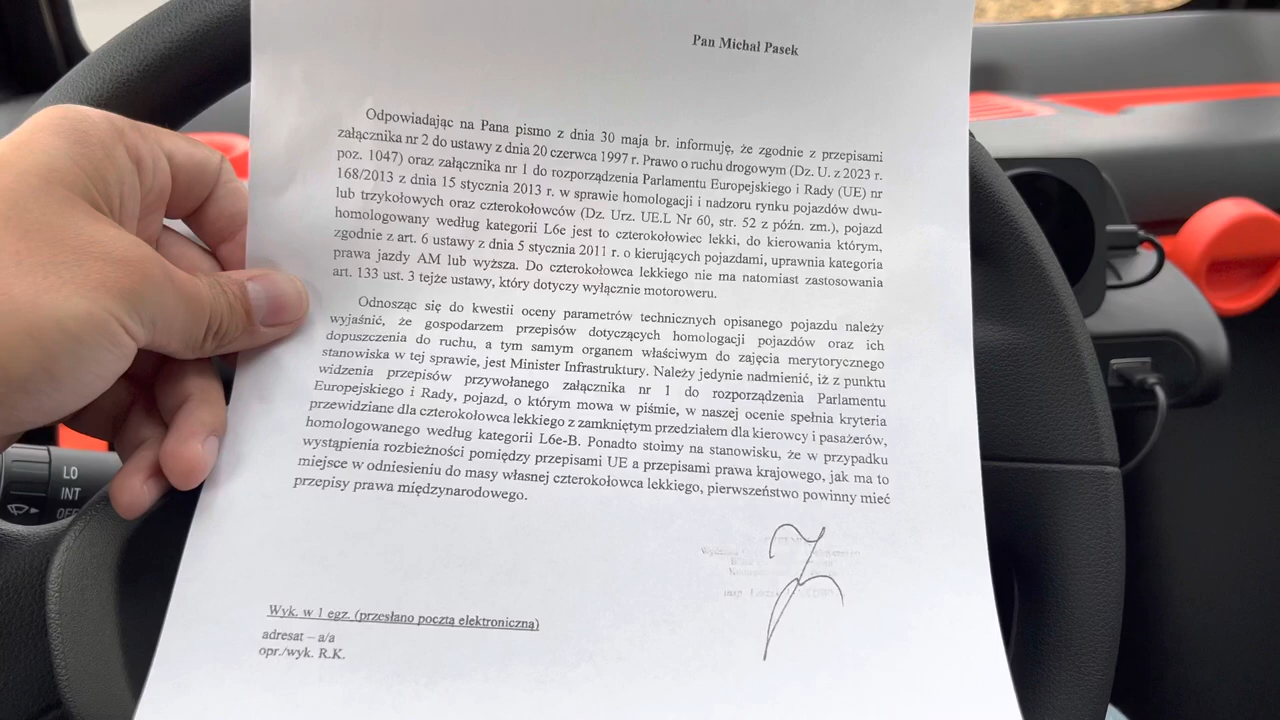 Pan Michał Pasek
Odpowiadając na Pana pismo z dnia 30 maja br. informuję, że zgodnie z przepisami
załącznika nr 2 do ustawy z dnia 20 czerwca 1997 r. Prawo o ruchu drogowym (Dz. U. z 2023 r.
poz. 1047) oraz załącznika nr 1 do rozporządzenia Parlamentu Europejskiego i Rady (UE) nr
168/2013 z dnia 15 stycznia 2013 r. w sprawie homologacji i nadzoru rynku pojazdów dwu-
lub trzykołowych oraz czterokołowców (Dz. Urz. UE.L Nr 60, str. 52 z późn. zm.), pojazd
homologowany według kategorii L6e jest to czterokołowiec lekki, do kierowania którym,
zgodnie z art. 6 ustawy z dnia 5 stycznia 2011 r. o kierujących pojazdami, uprawnia kategoria
prawa jazdy AM lub wyższa. Do czterokołowca lekkiego nie ma natomiast zastosowania
art. 133 ust. 3 tejże ustawy, który dotyczy wyłącznie motoroweru.
Odnosząc się do kwestii oceny parametrów technicznych opisanego pojazdu należy
wyjaśnić, że gospodarzem przepisów dotyczących homologacji pojazdów oraz ich
dopuszczenia do ruchu, a tym samym organem właściwym do zajęcia merytorycznego
stanowiska w tej sprawie, jest Minister Infrastruktury. Należy jedynie nadmienić, iż z punktu
widzenia przepisów przywołanego załącznika nr 1 do rozporządzenia Parlamentu
Europejskiego i Rady, pojazd, o którym mowa w piśmie, w naszej ocenie spełnia kryteria
przewidziane dla czterokołowca lekkiego z zamkniętym przedziałem dla kierowcy i pasażerów,
homologowanego według kategorii L6e-B. Ponadto stoimy na stanowisku, że w przypadku
wystąpienia rozbieżności pomiędzy przepisami UE a przepisami prawa krajowego, jak ma to
miejsce w odniesieniu do masy własnej czterokołowca lekkiego, pierwszeństwo powinny mieć
przepisy prawa międzynarodowego.
Wyk. w 1 egz. (przesłano pocztą elektroniczną)
adresat – a/a
opr./wyk. R.K.
LO
INT
OFF